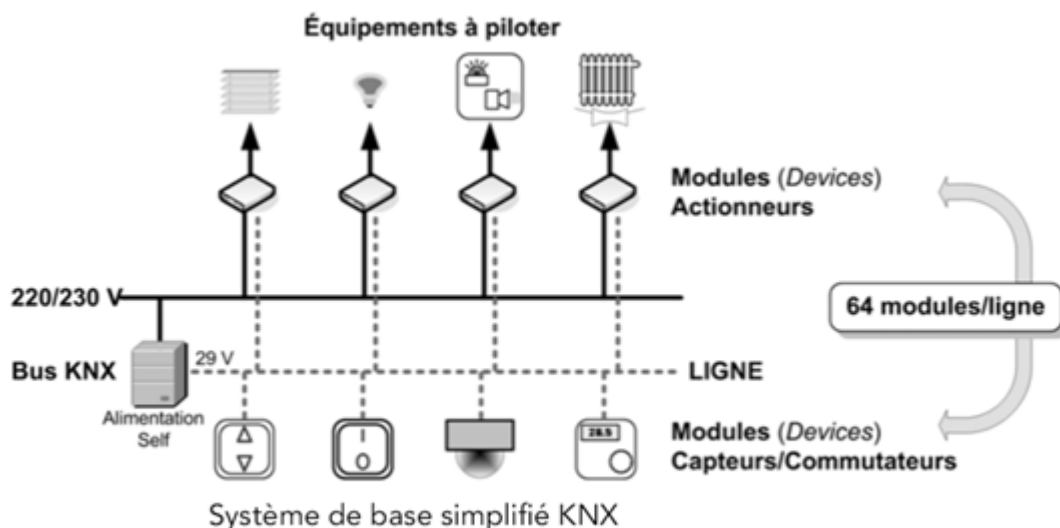 Équipements à piloter
Modules (Devices)
Actionneurs
220/230 V
64 modules/ligne
Bus KNX
29 V
LIGNE
Alimentation
Self
I
O
28.5
Modules (Devices)
Capteurs/Commutateurs
Système de base simplifié KNX